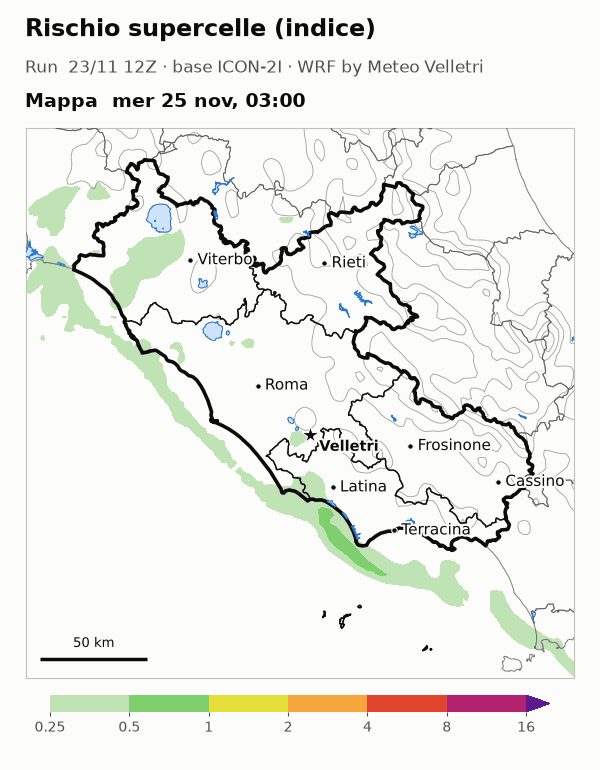 Rischio supercelle (indice)
Run  23/11 12Z · base ICON-2I · WRF by Meteo Velletri
Mappa  mer 25 nov, 03:00
Viterbo
Rieti
Roma
Velletri
Frosinone
Cassino
Latina
Terracina
50 km
0.25 0.5 1 2 4 8 16